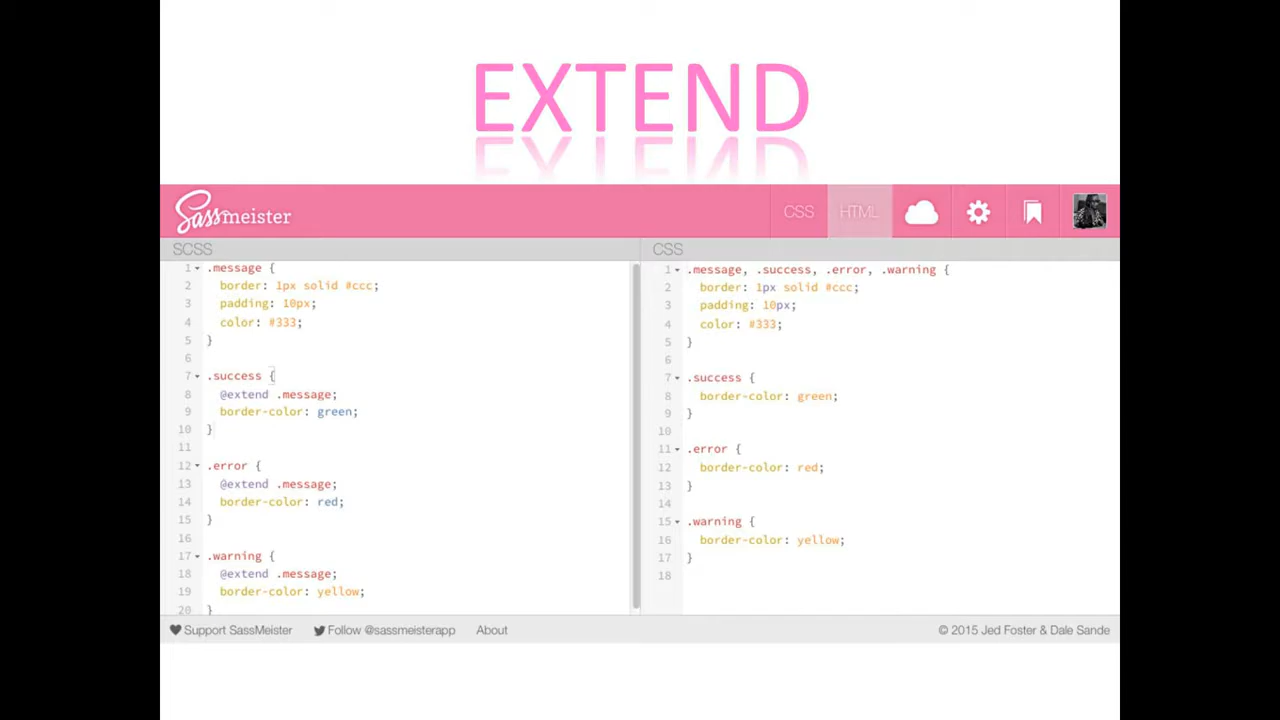 EXTEND
Sassmeister
CSS
HTML
SCSS
1 .message {
2 border: 1px solid #ccc;
3 padding: 10px;
4 color: #333;
5 }
6
7 .success {
8 @extend .message;
9 border-color: green;
10 }
11
12 .error {
13 @extend .message;
14 border-color: red;
15 }
16
17 .warning {
18 @extend .message;
19 border-color: yellow;
20 }
CSS
1 .message, .success, .error, .warning {
2 border: 1px solid #ccc;
3 padding: 10px;
4 color: #333;
5 }
6
7 .success {
8 border-color: green;
9 }
10
11 .error {
12 border-color: red;
13 }
14
15 .warning {
16 border-color: yellow;
17 }
18
Support SassMeister
Follow @sassmeisterapp
About
© 2015 Jed Foster & Dale Sande